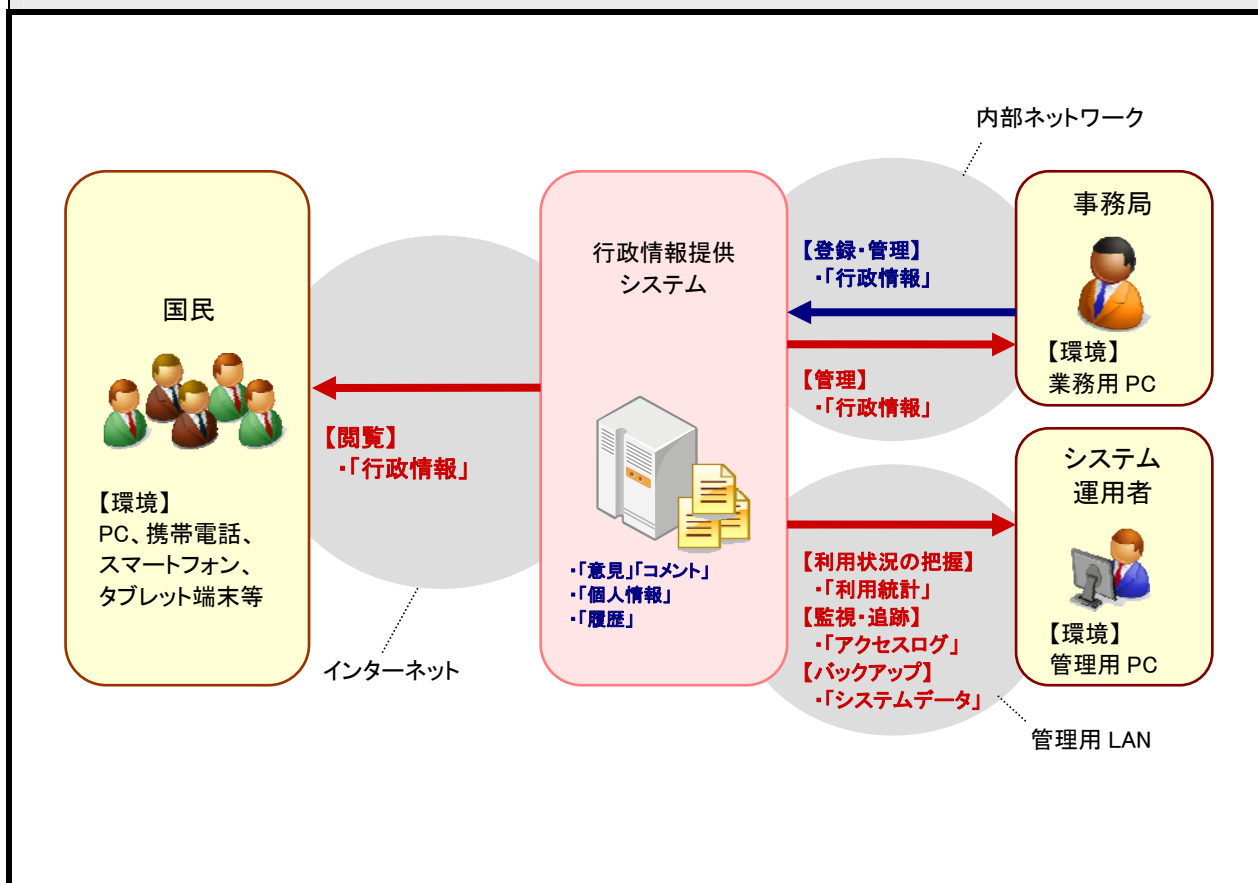 内部ネットワーク
国民
【環境】
PC、携帯電話、
スマートフォン、
タブレット端末等
【閲覧】
・「行政情報」
インターネット
行政情報提供
システム
・「意見」「コメント」
・「個人情報」
・「履歴」
【登録・管理】
・「行政情報」
【管理】
・「行政情報」
事務局
【環境】
業務用 PC
【利用状況の把握】
・「利用統計」
【監視・追跡】
・「アクセスログ」
【バックアップ】
・「システムデータ」
システム
運用者
【環境】
管理用 PC
管理用 LAN